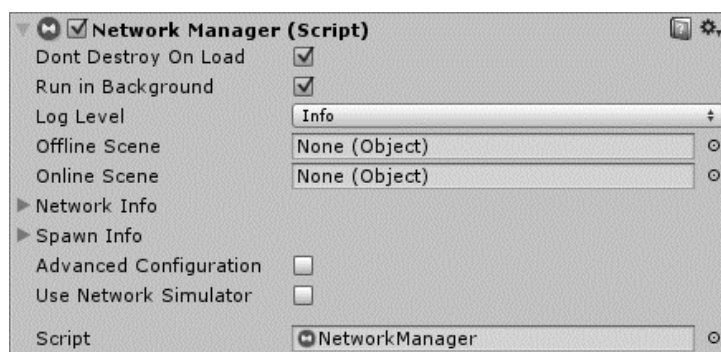 Network Manager (Script)
Dont Destroy On Load
Run in Background
Log Level Info
Offline Scene None (Object)
Online Scene None (Object)
Network Info
Spawn Info
Advanced Configuration
Use Network Simulator
Script NetworkManager